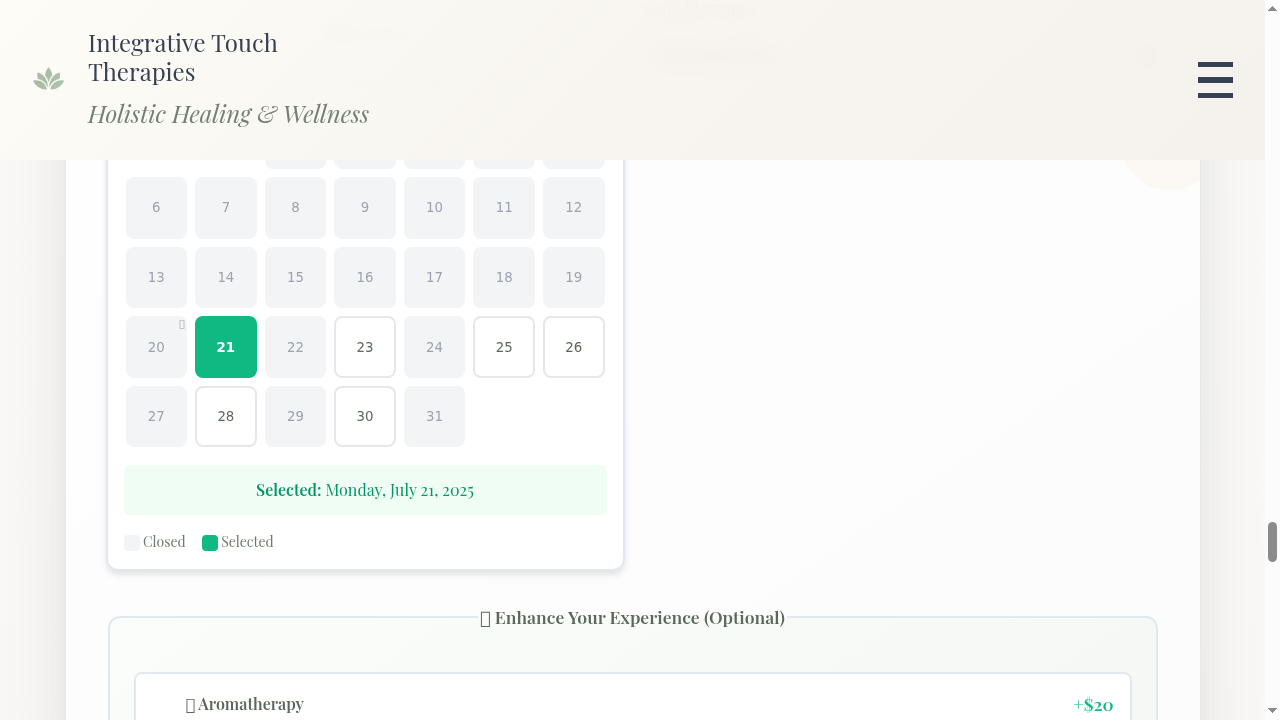 Integrative Touch
Therapies
Holistic Healing & Wellness
6 7 8 9 10 11 12
13 14 15 16 17 18 19
20 21 22 23 24 25 26
27 28 29 30 31
Selected: Monday, July 21, 2025
Closed Selected
Enhance Your Experience (Optional)
Aromatherapy +$20